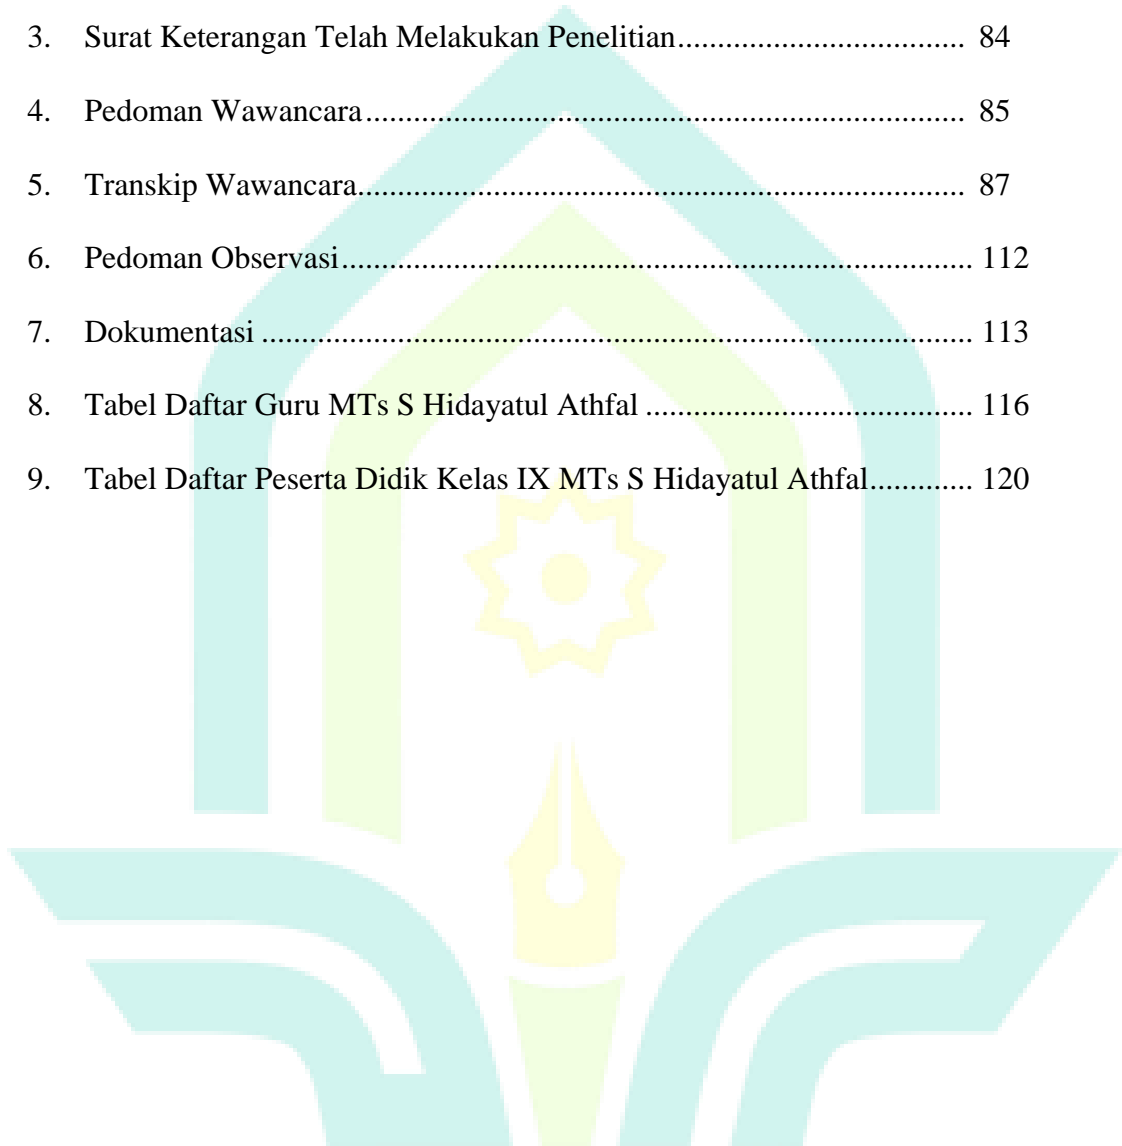 3. Surat Keterangan Telah Melakukan Penelitian.................................. 84
4. Pedoman Wawancara........................................................................ 85
5. Transkip Wawancara......................................................................... 87
6. Pedoman Observasi............................................................................ 112
7. Dokumentasi ...................................................................................... 113
8. Tabel Daftar Guru MTs S Hidayatul Athfal ....................................... 116
9. Tabel Daftar Peserta Didik Kelas IX MTs S Hidayatul Athfal............. 120